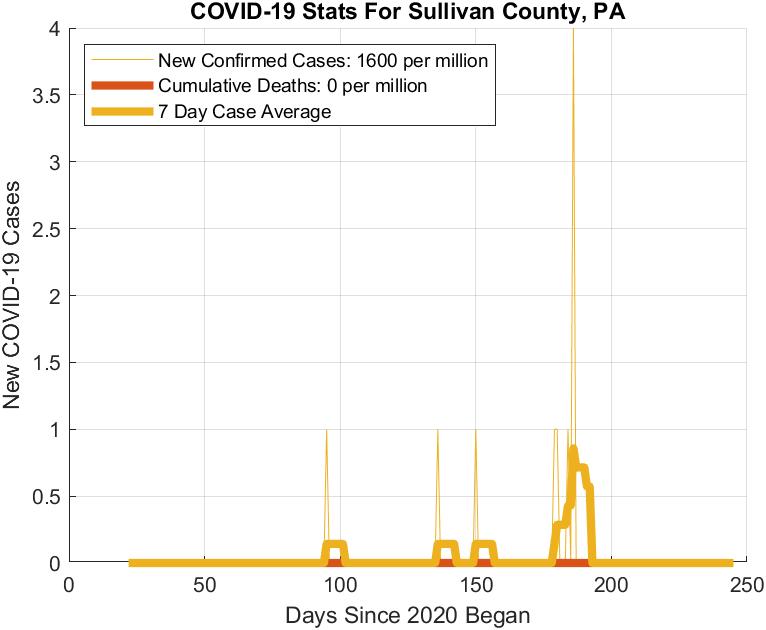 COVID-19 Stats For Sullivan County, PA
New Confirmed Cases: 1600 per million
Cumulative Deaths: 0 per million
7 Day Case Average
New COVID-19 Cases
4
3.5
3
2.5
2
1.5
1
0.5
0
0 50 100 150 200 250
Days Since 2020 Began